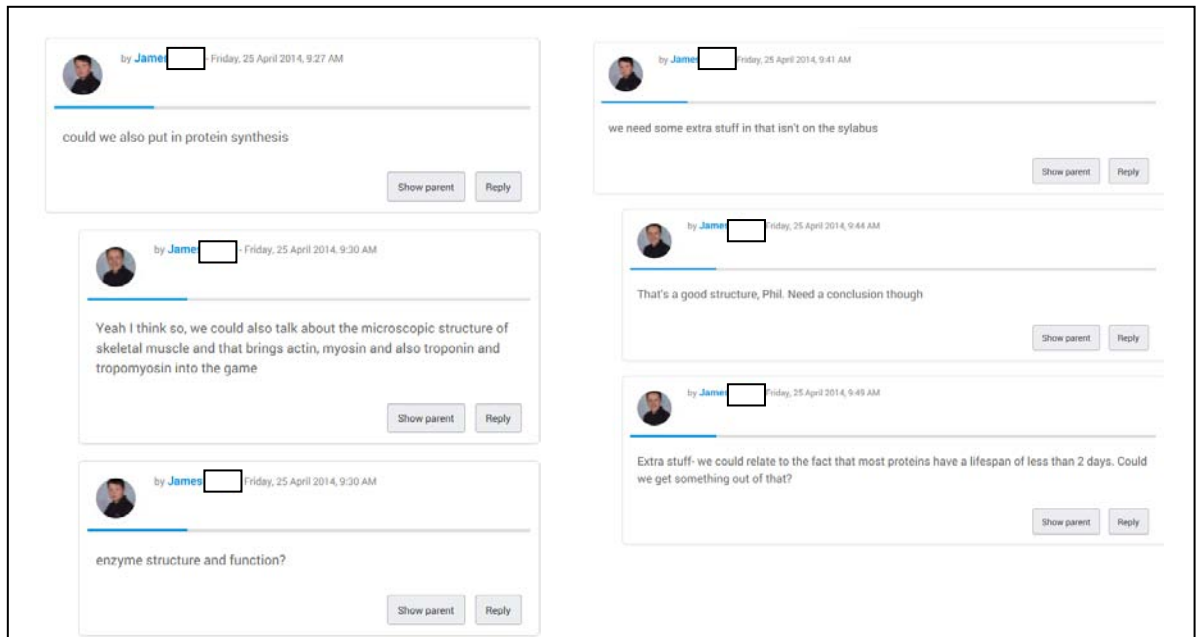 by James - Friday, 25 April 2014, 9:27 AM
could we also put in protein synthesis
Show parent
Reply
by James - Friday, 25 April 2014, 9:30 AM
Yeah I think so, we could also talk about the microscopic structure of
skeletal muscle and that brings actin, myosin and also troponin and
tropomyosin into the game
Show parent
Reply
by James Friday, 25 April 2014, 9:30 AM
enzyme structure and function?
Show parent
Reply
by James Friday, 25 April 2014, 9:41 AM
we need some extra stuff in that isn't on the sylabus
Show parent
Reply
by James Friday, 25 April 2014, 9:44 AM
That's a good structure, Phil. Need a conclusion though
Show parent
Reply
by James Friday, 25 April 2014, 9:49 AM
Extra stuff- we could relate to the fact that most proteins have a lifespan of less than 2 days. Could
we get something out of that?
Show parent
Reply